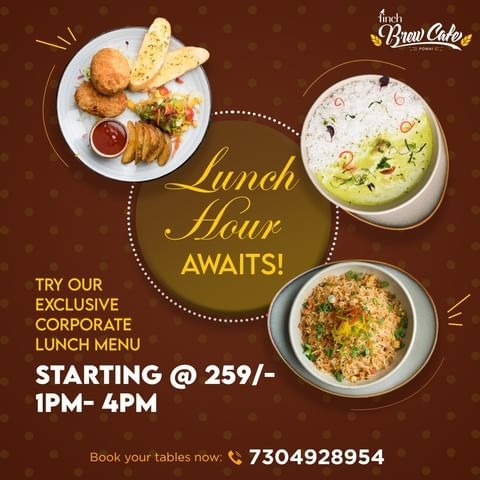 finch
Brew Cafe
POWAI
Lunch
Hour
AWAITS!
TRY OUR
EXCLUSIVE
CORPORATE
LUNCH MENU
STARTING @ 259/-
1PM- 4PM
Book your tables now: 7304928954